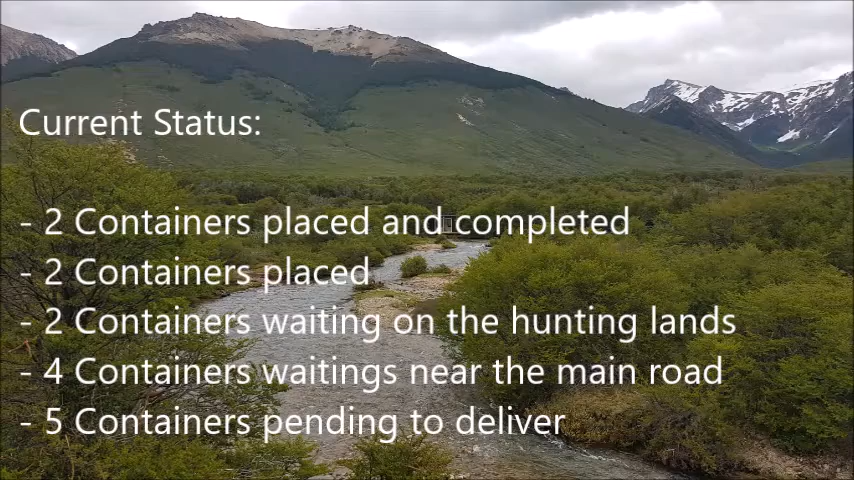 Current Status:
- 2 Containers placed and completed
- 2 Containers placed
- 2 Containers waiting on the hunting lands
- 4 Containers waitings near the main road
- 5 Containers pending to deliver